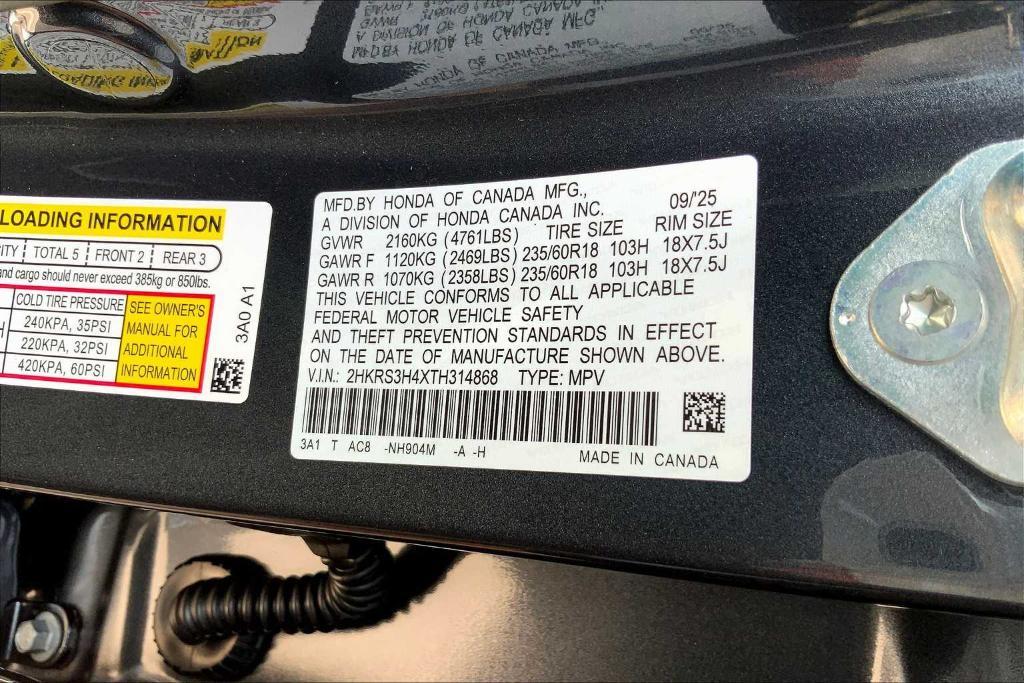 LOADING INFORMATION
TOTAL 5 FRONT 2 REAR 3
and cargo should never exceed 385kg or 850lbs.
COLD TIRE PRESSURE
240KPA, 35PSI
220KPA, 32PSI
420KPA, 60PSI
SEE OWNER'S
MANUAL FOR
ADDITIONAL
INFORMATION
3A0 A1
MFD.BY HONDA OF CANADA MFG., 09/'25
A DIVISION OF HONDA CANADA INC.
GVWR 2160KG (4761LBS) TIRE SIZE RIM SIZE
GAWR F 1120KG (2469LBS) 235/60R18 103H 18X7.5J
GAWR R 1070KG (2358LBS) 235/60R18 103H 18X7.5J
THIS VEHICLE CONFORMS TO ALL APPLICABLE
FEDERAL MOTOR VEHICLE SAFETY
AND THEFT PREVENTION STANDARDS IN EFFECT
ON THE DATE OF MANUFACTURE SHOWN ABOVE.
V.I.N.: 2HKRS3H4XTH314868 TYPE: MPV
3A1 T AC8 -NH904M -A -H
MADE IN CANADA